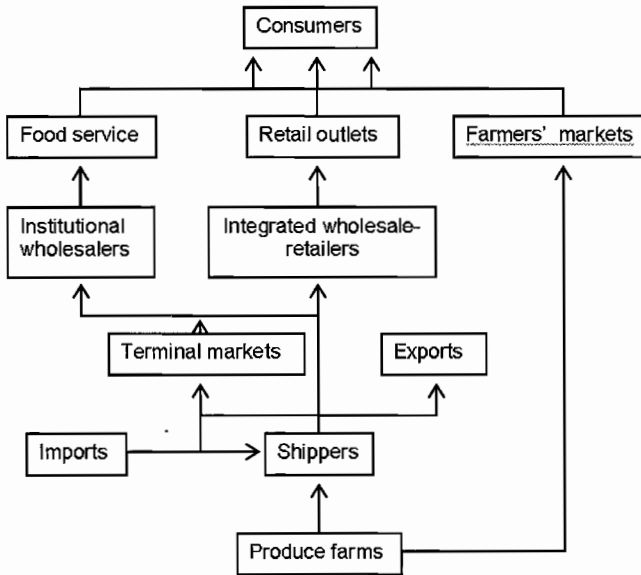 Consumers
Food service
Retail outlets
Farmers' markets
Institutional
wholesalers
Integrated wholesale-
retailers
Terminal markets
Exports
Imports
Shippers
Produce farms